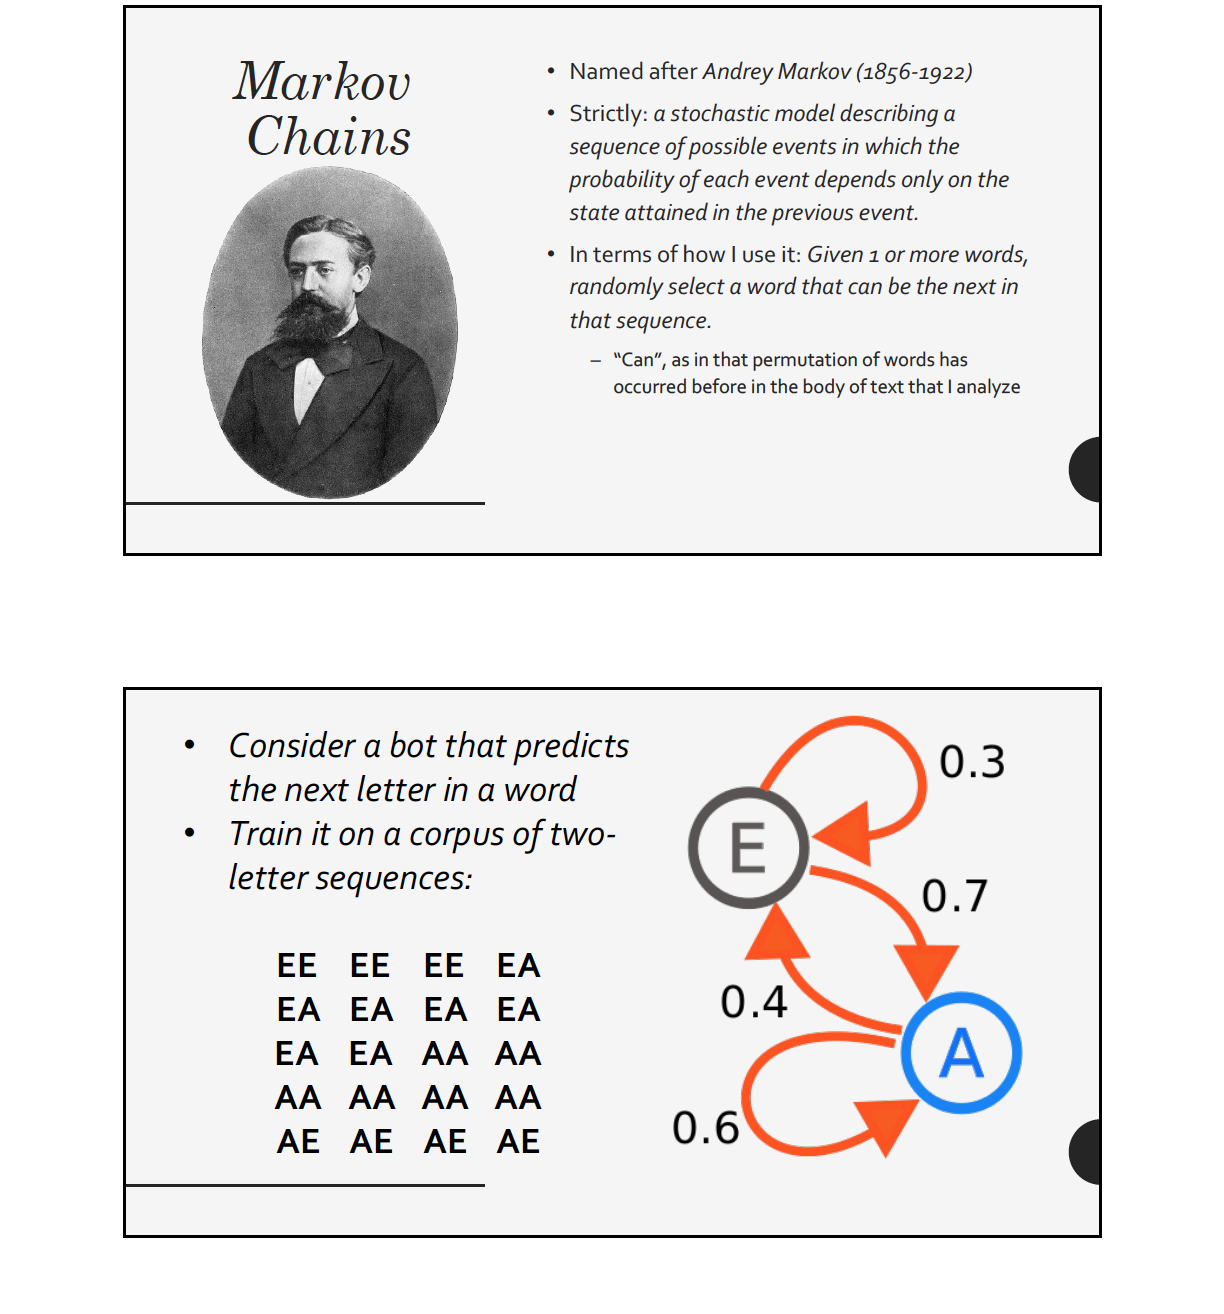 Markov
Chains
• Named after Andrey Markov (1856-1922)
• Strictly: a stochastic model describing a
sequence of possible events in which the
probability of each event depends only on the
state attained in the previous event.
• In terms of how I use it: Given 1 or more words,
randomly select a word that can be the next in
that sequence.
– “Can”, as in that permutation of words has
occurred before in the body of text that I analyze
• Consider a bot that predicts
the next letter in a word
• Train it on a corpus of two-
letter sequences:
EE EE EE EA
EA EA EA EA
EA EA AA AA
AA AA AA AA
AE AE AE AE
0.3
E
0.7
0.4
A
0.6